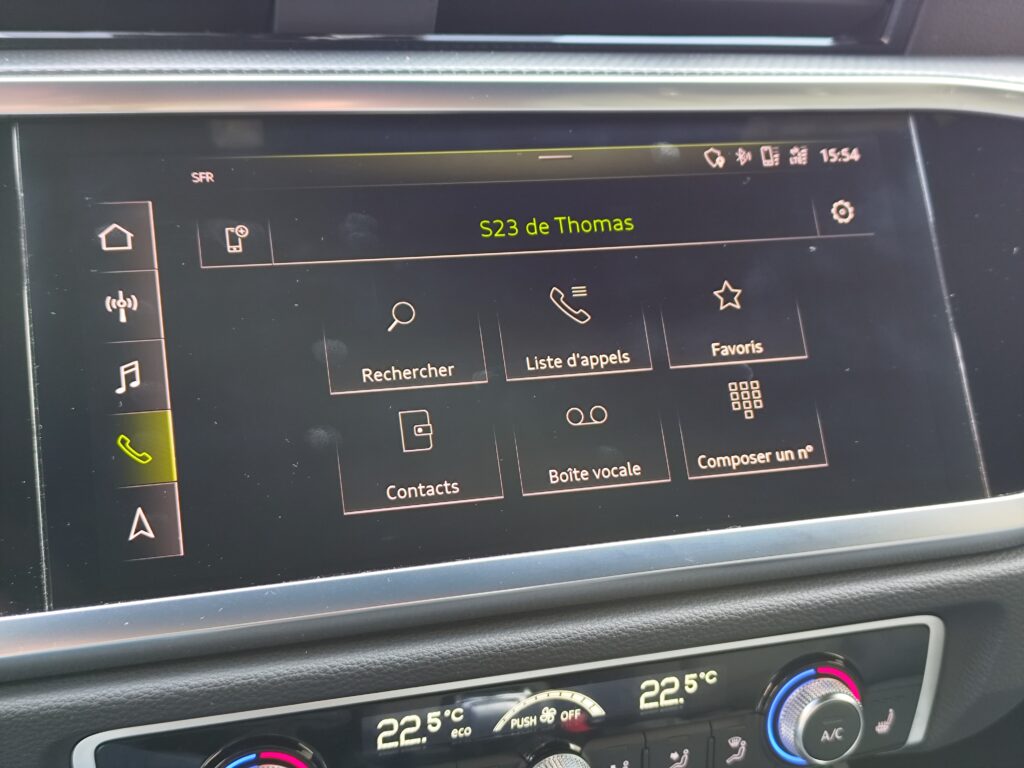 15:54
SFR
S23 de Thomas
Rechercher
Liste d'appels
Favoris
Contacts
Boîte vocale
Composer un n°
22.5°C
eco
PUSH OFF
22.5°C
A/C